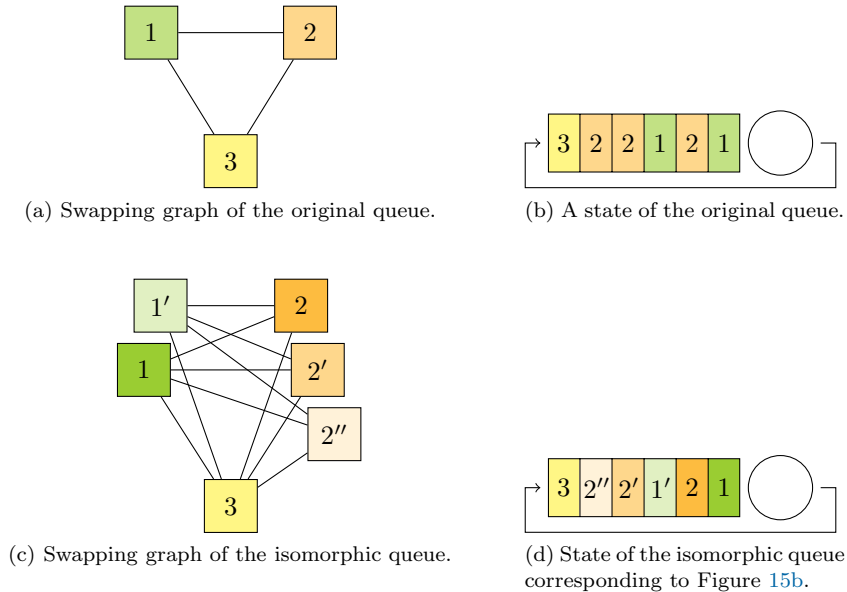 1 2
3
3 2 2 1 2 1
(a) Swapping graph of the original queue.
(b) A state of the original queue.
1′ 2
1 2′
2″
3
3 2″ 2′ 1′ 2 1
(c) Swapping graph of the isomorphic queue.
(d) State of the isomorphic queue
corresponding to Figure 15b.